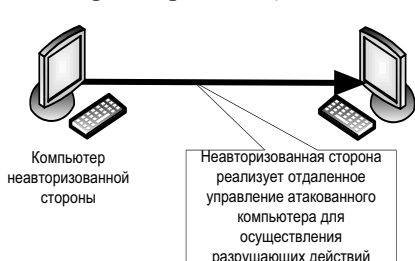 Компьютер
неавторизованной
стороны
Неавторизованная сторона
реализует отдаленное
управление атакованного
компьютера для
осуществления
разрушающих действий